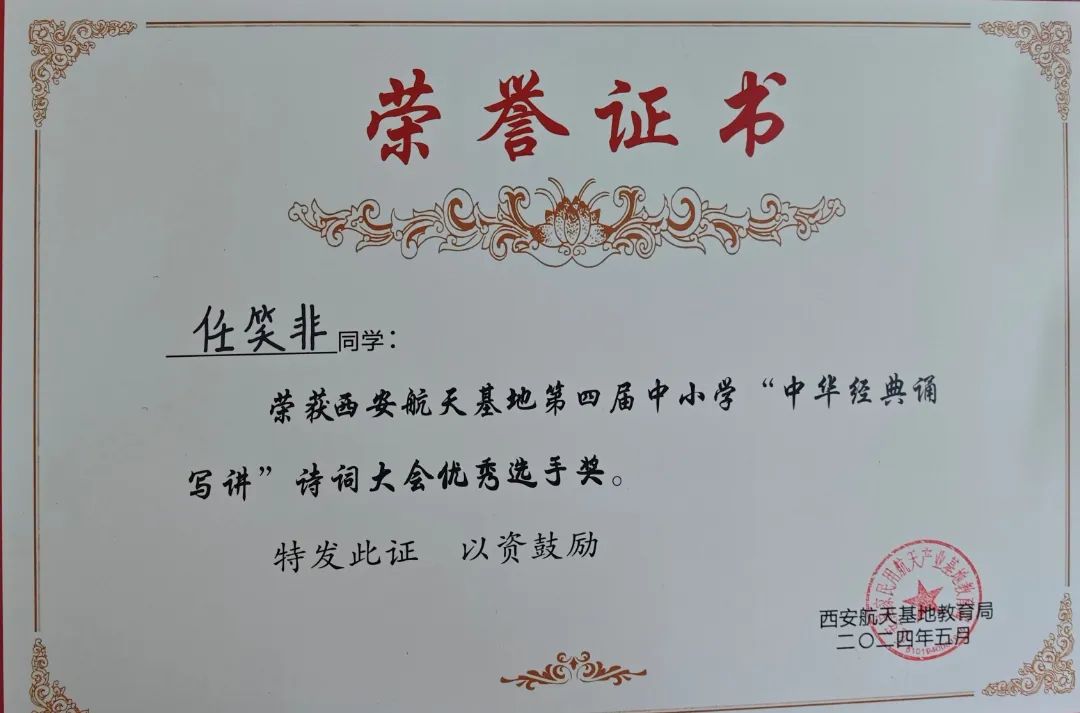 荣誉证书
任笑非同学：
荣获西安航天基地第四届中小学“中华经典诵
写讲”诗词大会优秀选手奖。
特发此证 以资鼓励
西安航天基地教育局
二〇二四年五月